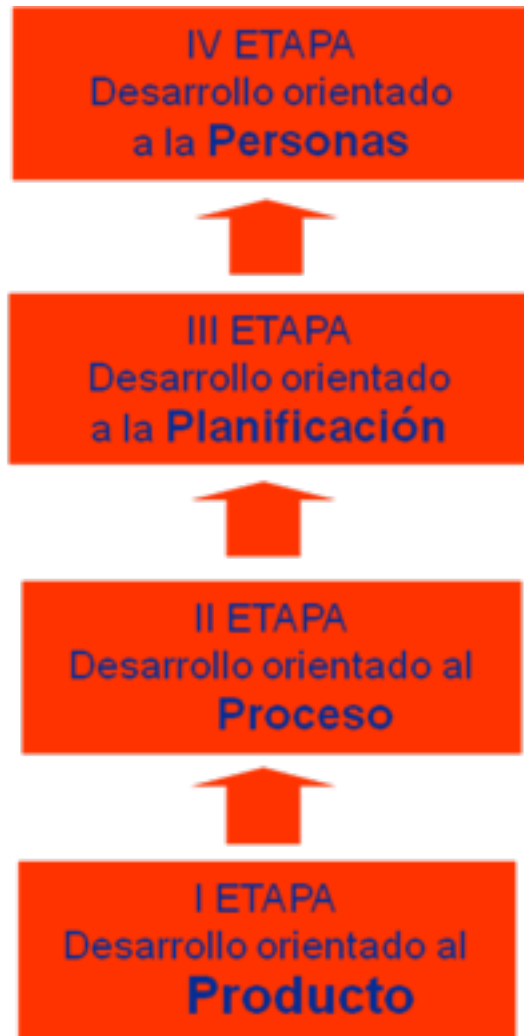 IV ETAPA
Desarrollo orientado
a la Personas
III ETAPA
Desarrollo orientado
a la Planificación
II ETAPA
Desarrollo orientado al
Proceso
I ETAPA
Desarrollo orientado al
Producto